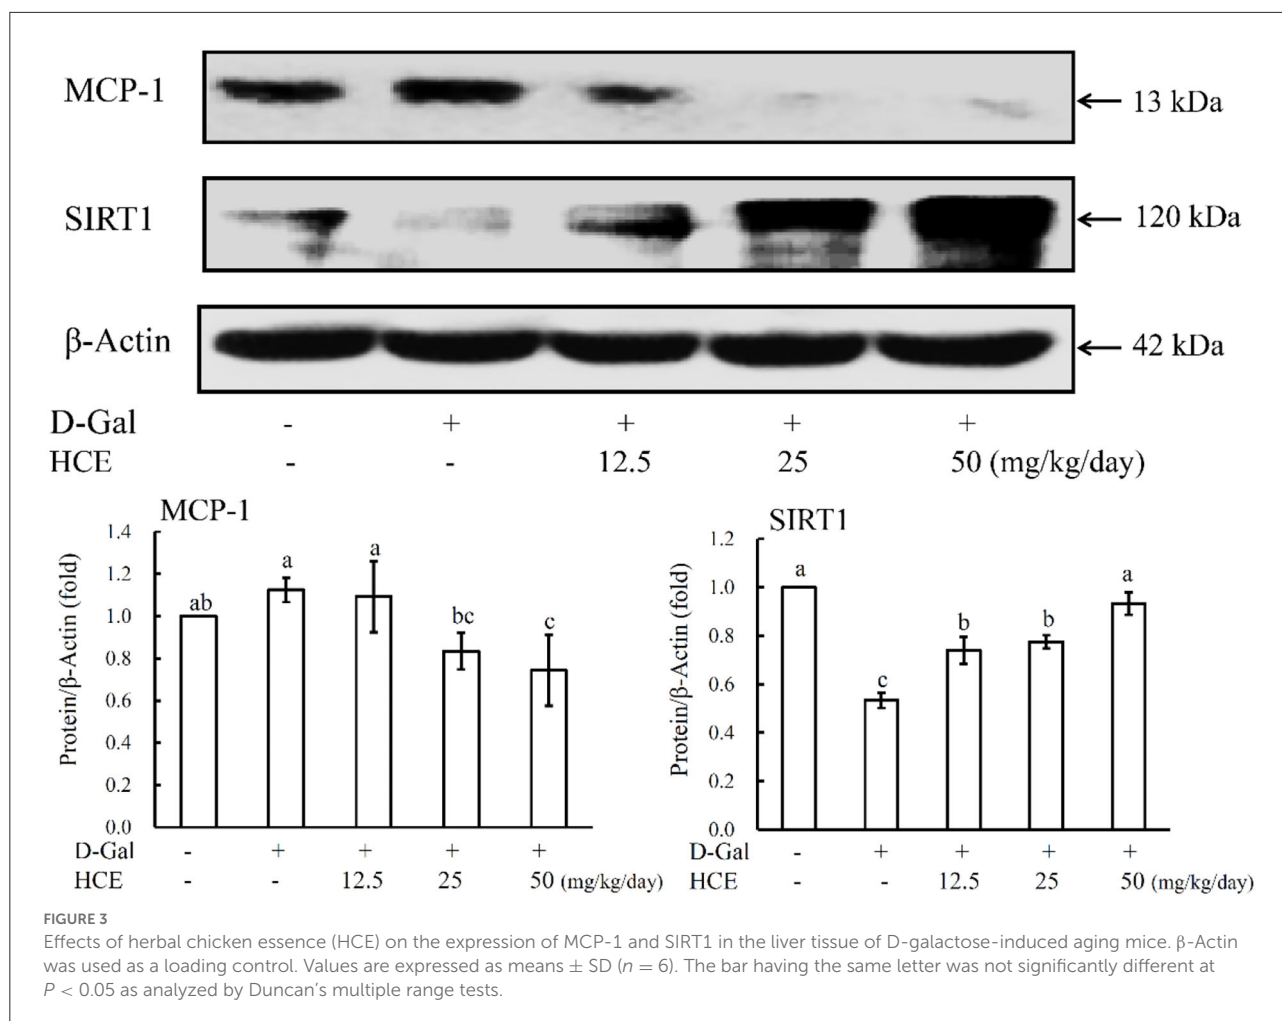 MCP-1
13 kDa
SIRT1
120 kDa
β-Actin
42 kDa
D-Gal - + + + +
HCE - - 12.5 25 50 (mg/kg/day)
MCP-1
Protein/β-Actin (fold)
1.4
1.2
1.0
0.8
0.6
0.4
0.2
0.0
ab a a bc c
D-Gal - + + + +
HCE - - 12.5 25 50 (mg/kg/day)
SIRT1
Protein/β-Actin (fold)
1.2
1.0
0.8
0.6
0.4
0.2
0.0
a c b b a
D-Gal - + + + +
HCE - - 12.5 25 50 (mg/kg/day)
FIGURE 3
Effects of herbal chicken essence (HCE) on the expression of MCP-1 and SIRT1 in the liver tissue of D-galactose-induced aging mice. β-Actin
was used as a loading control. Values are expressed as means ± SD (n = 6). The bar having the same letter was not significantly different at
P < 0.05 as analyzed by Duncan's multiple range tests.